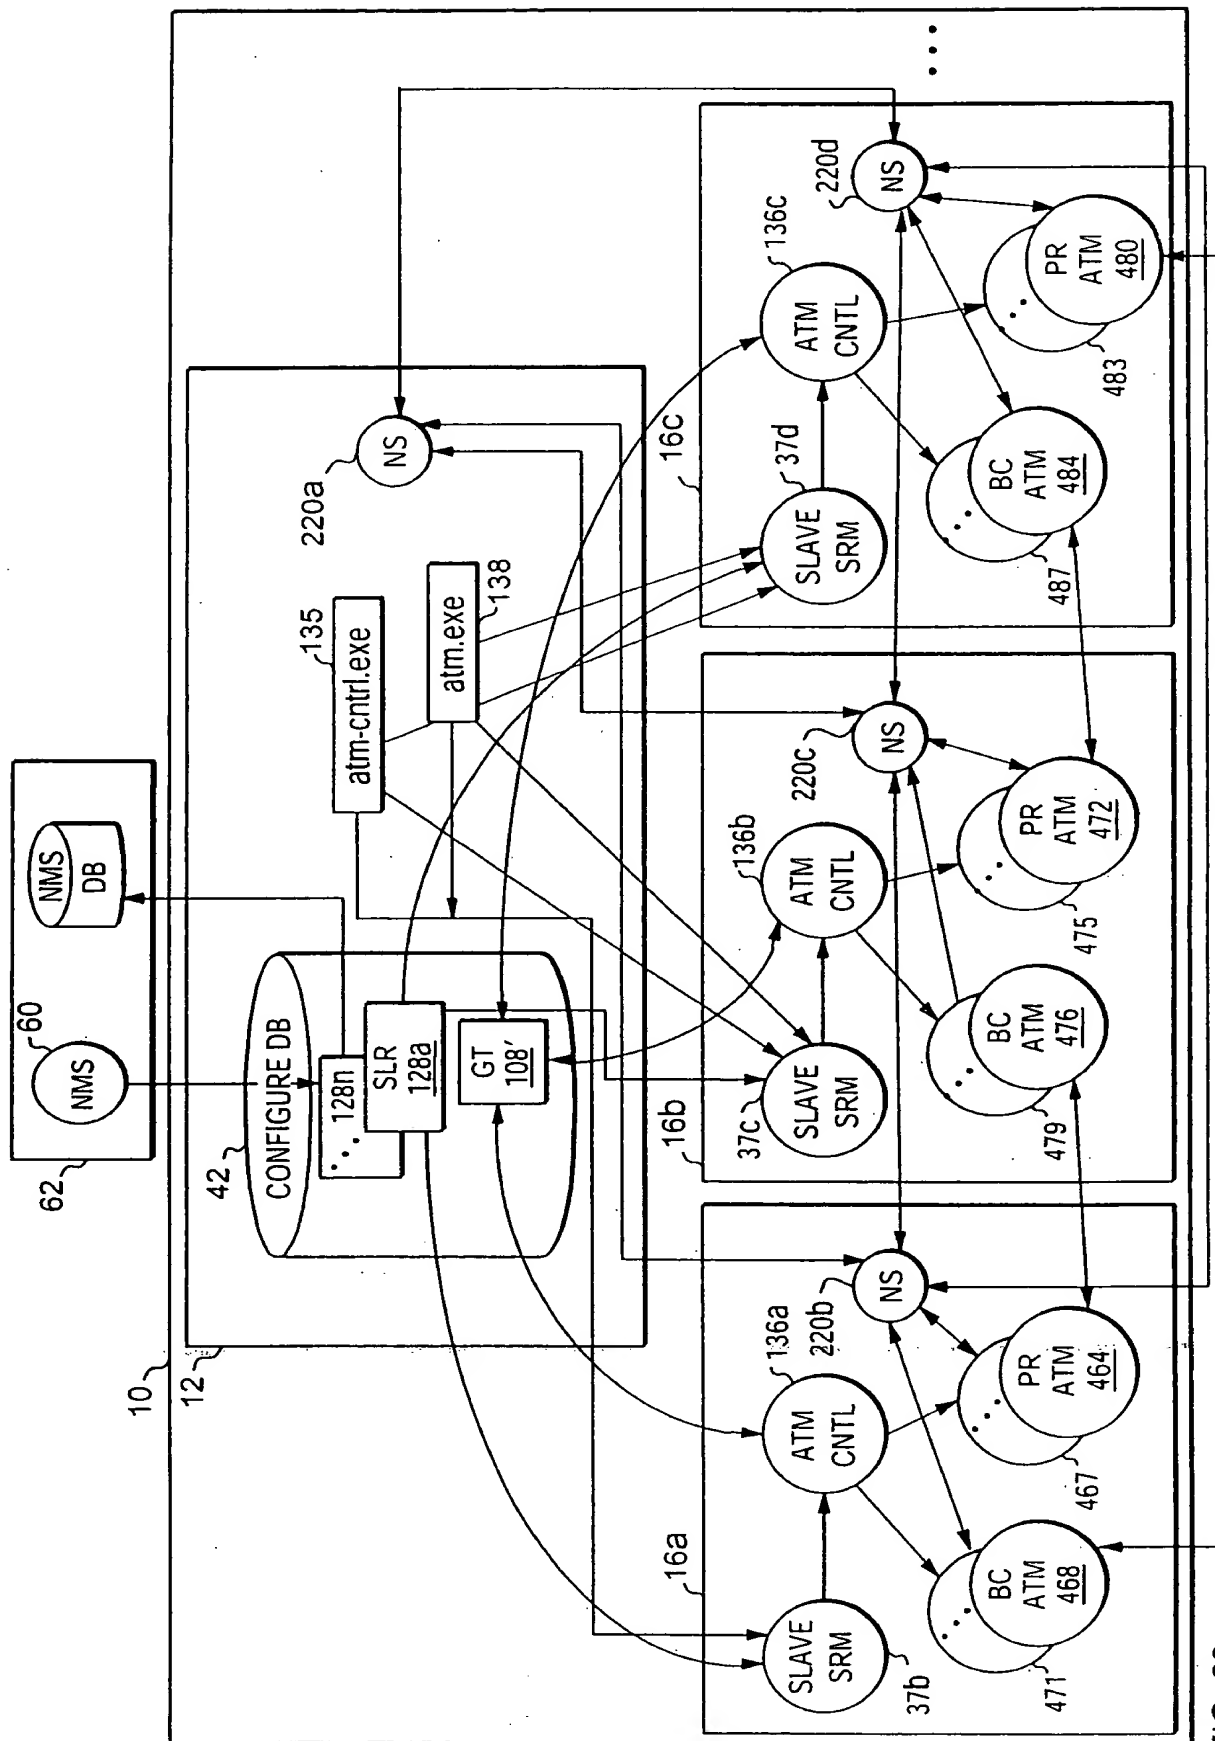 62
60
NMS
NMS
DB
10
12
42
CONFIGURE DB
128n
SLR
128a
GT
108'
135
atm-cntrl.exe
138
atm.exe
220a
NS
16a
SLAVE
SRM
37b
136a
ATM
CNTL
220b
NS
471
BC
ATM
468
467
PR
ATM
464
16b
37c
SLAVE
SRM
136b
ATM
CNTL
220c
NS
479
BC
ATM
476
475
PR
ATM
472
16c
37d
SLAVE
SRM
136c
ATM
CNTL
220d
NS
487
BC
ATM
484
483
PR
ATM
480